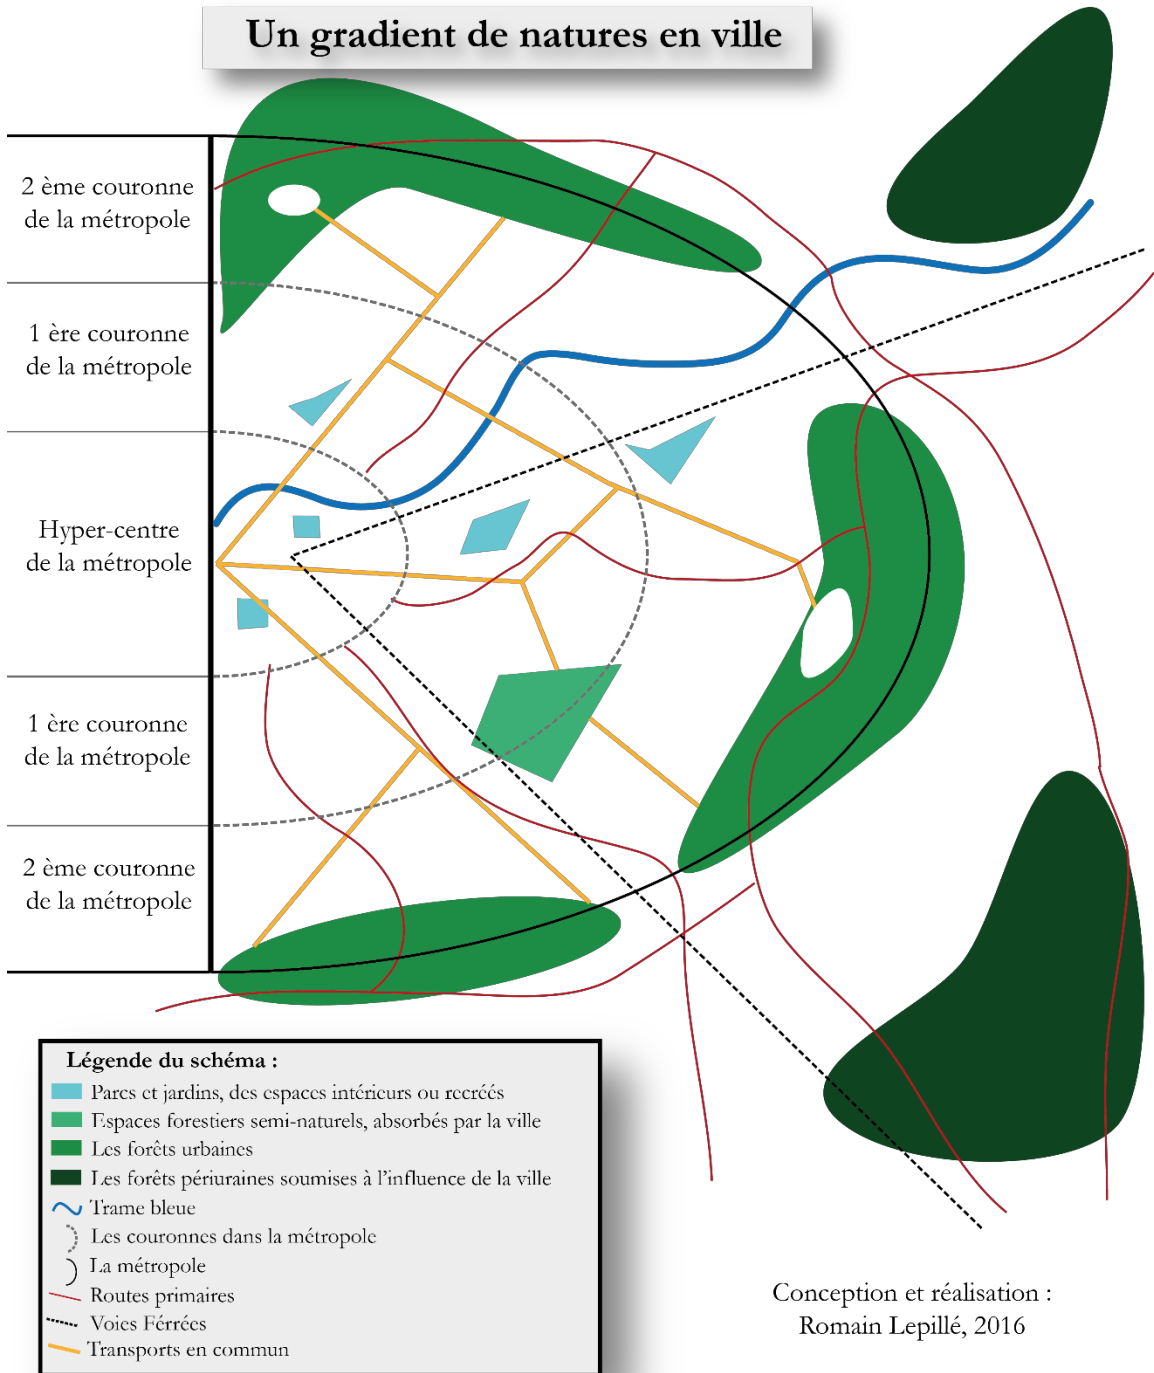 Un gradient de natures en ville
2 ème couronne
de la métropole
1 ère couronne
de la métropole
Hyper-centre
de la métropole
1 ère couronne
de la métropole
2 ème couronne
de la métropole
Légende du schéma :
Parcs et jardins, des espaces intérieurs ou recréés
Espaces forestiers semi-naturels, absorbés par la ville
Les forêts urbaines
Les forêts périuraines soumises à l'influence de la ville
Trame bleue
Les couronnes dans la métropole
La métropole
Routes primaires
Voies Férrées
Transports en commun
Conception et réalisation :
Romain Lepillé, 2016